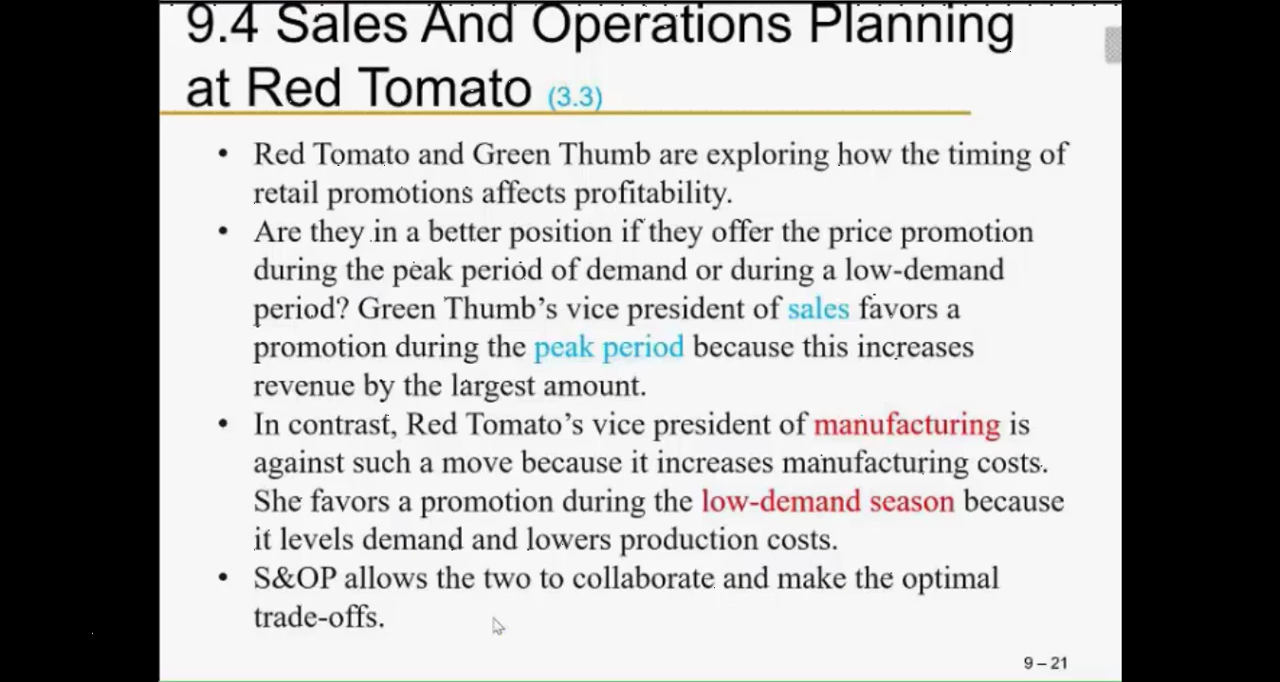 9.4 Sales And Operations Planning
at Red Tomato (3.3)
• Red Tomato and Green Thumb are exploring how the timing of
retail promotions affects profitability.
• Are they in a better position if they offer the price promotion
during the peak period of demand or during a low-demand
period? Green Thumb's vice president of sales favors a
promotion during the peak period because this increases
revenue by the largest amount.
• In contrast, Red Tomato's vice president of manufacturing is
against such a move because it increases manufacturing costs.
She favors a promotion during the low-demand season because
it levels demand and lowers production costs.
• S&OP allows the two to collaborate and make the optimal
trade-offs.
9 – 21